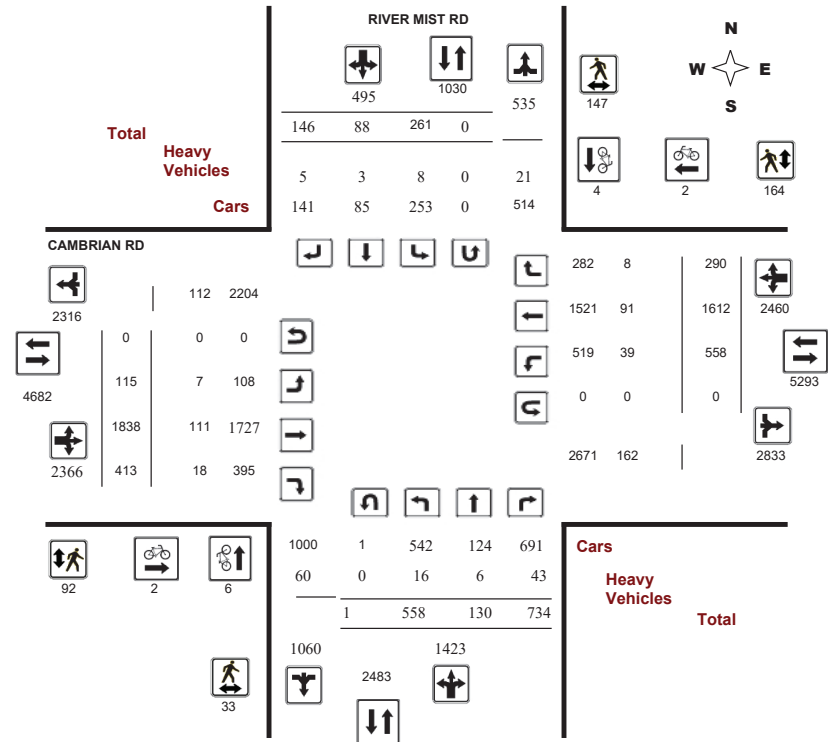 RIVER MIST RD
N
W E
S
495
1030
535
147
146 88 261 0
Total
Heavy
Vehicles
Cars
5 3 8 0 21
141 85 253 0 514
4
2
164
CAMBRIAN RD
2316
112 2204
4682
0 0 0
115 7 108
1838 111 1727
2366
413 18 395
282 8 290
1521 91 1612
2460
519 39 558
5293
0 0 0
2671 162
2833
92
2
6
33
1000 1 542 124 691
60 0 16 6 43
1 558 130 734
1060
2483
1423
Cars
Heavy
Vehicles
Total